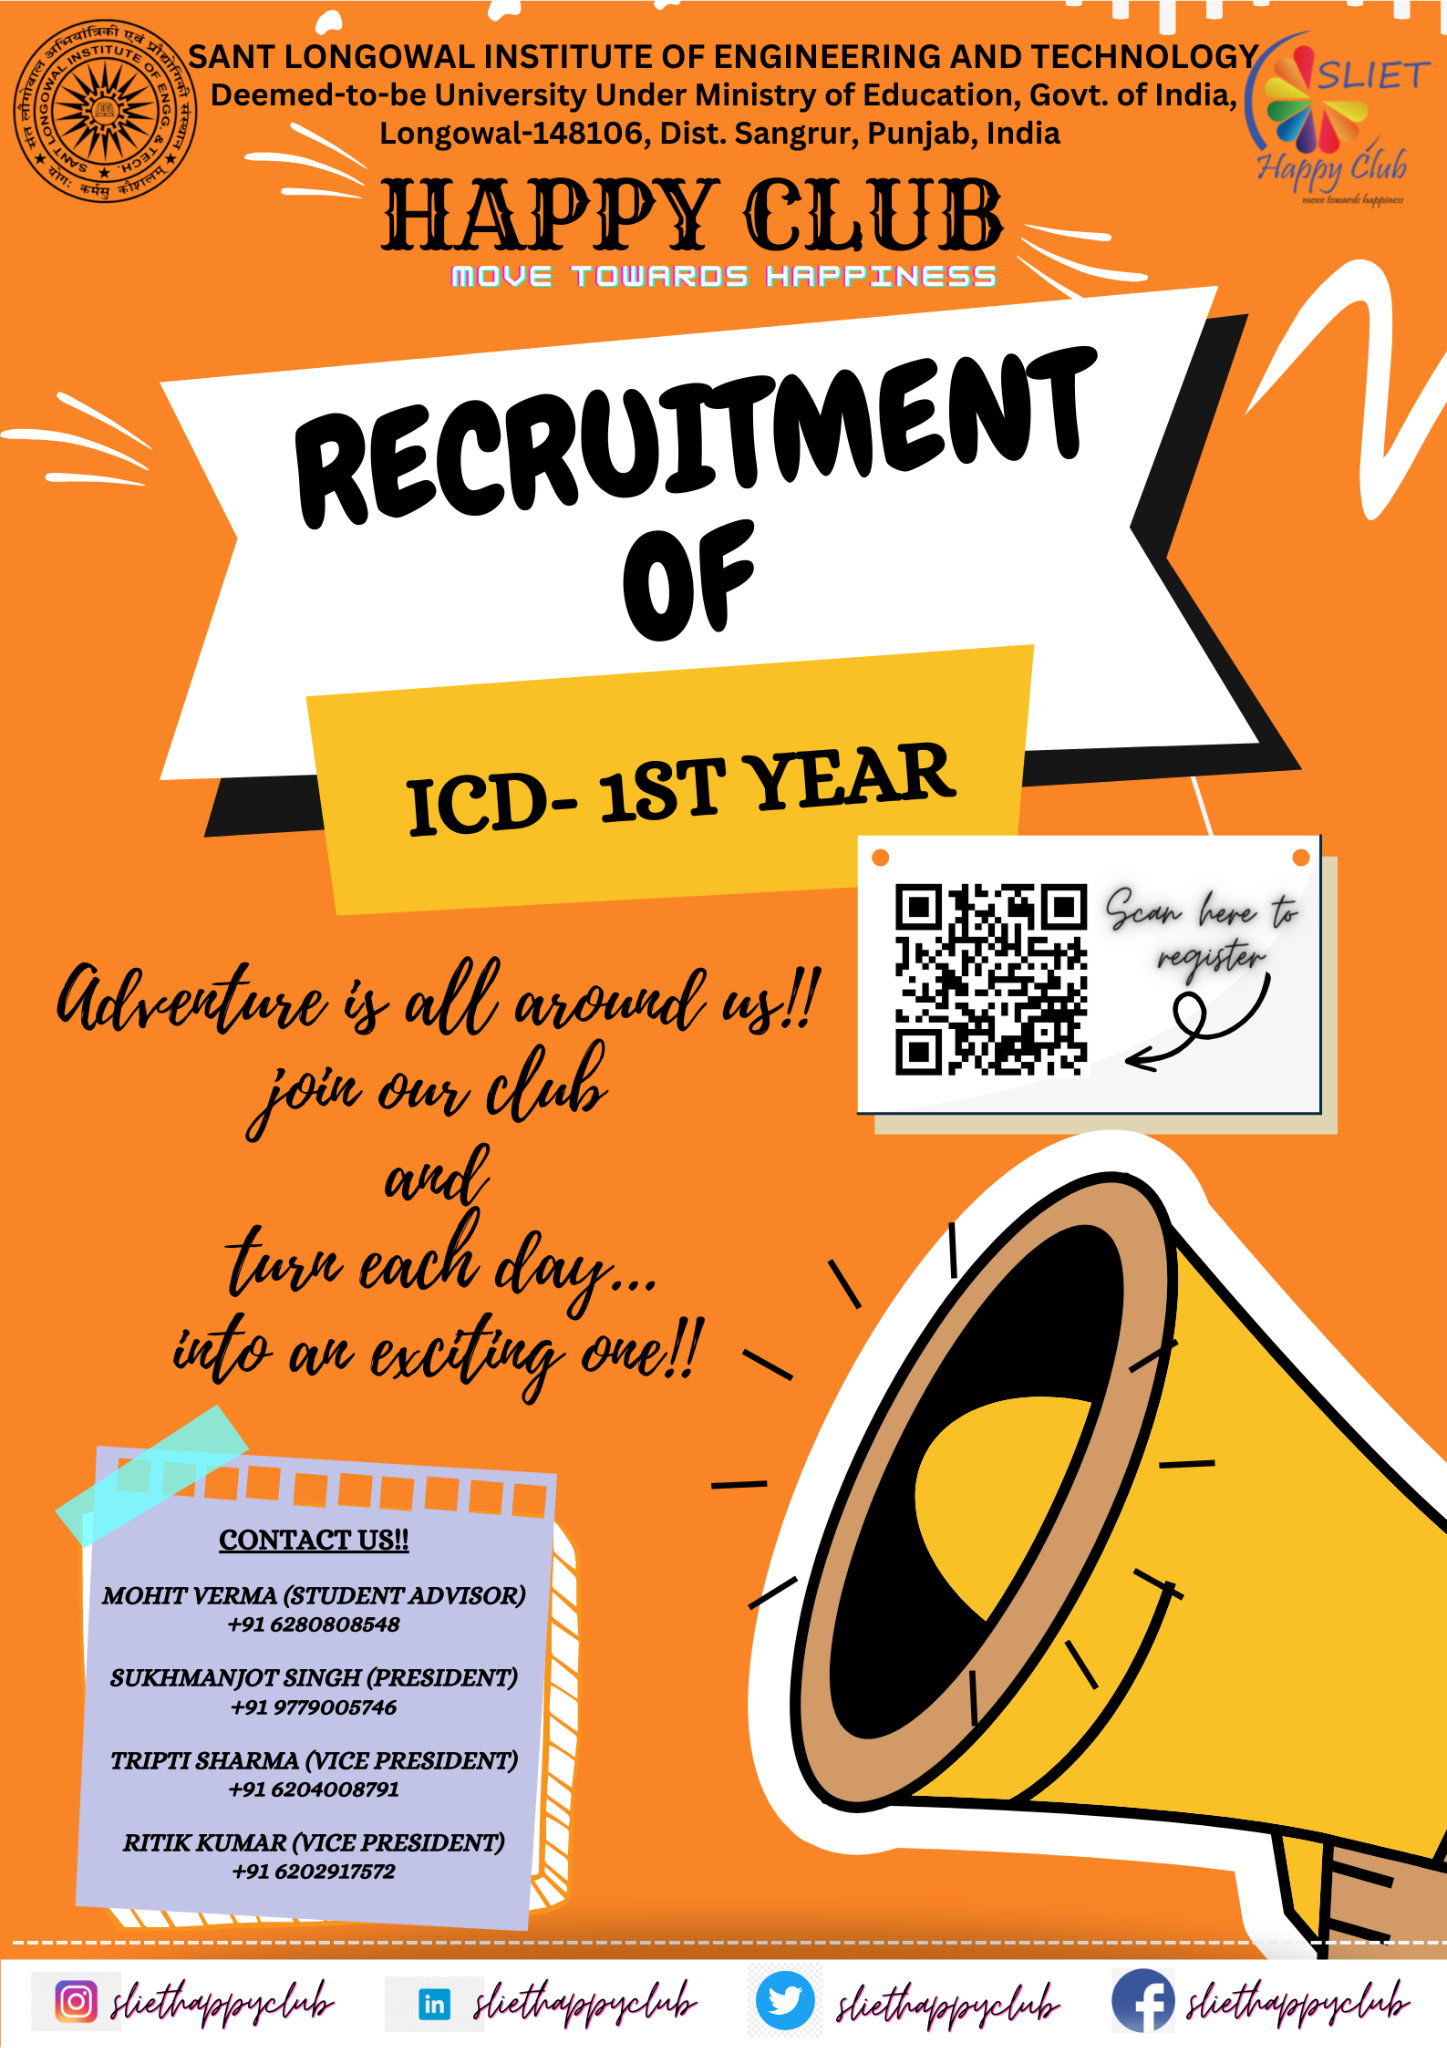 संत लौंगोवाल अभियांत्रिकी एवं प्रौद्योगिकी संस्थान
SANT LONGOWAL INSTITUTE OF ENGG. & TECH.
योगः कर्मसु कौशलम्
SANT LONGOWAL INSTITUTE OF ENGINEERING AND TECHNOLOGY
Deemed-to-be University Under Ministry of Education, Govt. of India,
Longowal-148106, Dist. Sangrur, Punjab, India
SLIET
Happy Club
move towards happiness
HAPPY CLUB
MOVE TOWARDS HAPPINESS
RECRUITMENT
OF
ICD- 1ST YEAR
Scan here to
register
Adventure is all around us!!
join our club
and
turn each day...
into an exciting one!!
CONTACT US!!
MOHIT VERMA (STUDENT ADVISOR)
+91 6280808548
SUKHMANJOT SINGH (PRESIDENT)
+91 9779005746
TRIPTI SHARMA (VICE PRESIDENT)
+91 6204008791
RITIK KUMAR (VICE PRESIDENT)
+91 6202917572
sliethappyclub
in sliethappyclub
sliethappyclub
f sliethappyclub